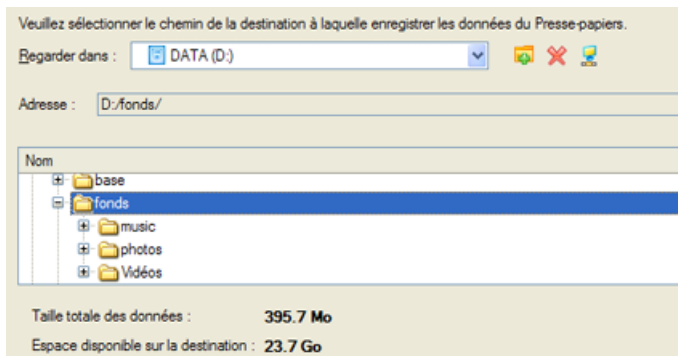 Veuillez sélectionner le chemin de la destination à laquelle enregistrer les données du Presse-papiers.
Regarder dans : DATA (D:)
Adresse : D:/fonds/
Nom
base
fonds
music
photos
Vidéos
Taille totale des données : 395.7 Mo
Espace disponible sur la destination : 23.7 Go